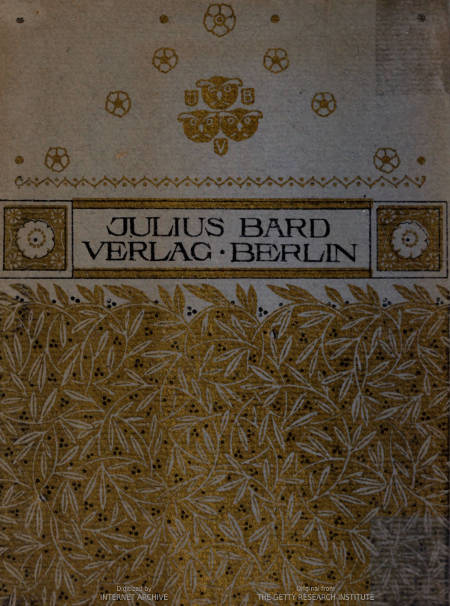 J B
V
JULIUS BARD
VERLAG · BERLIN
Digitized by
INTERNET ARCHIVE
Original from
THE GETTY RESEARCH INSTITUTE